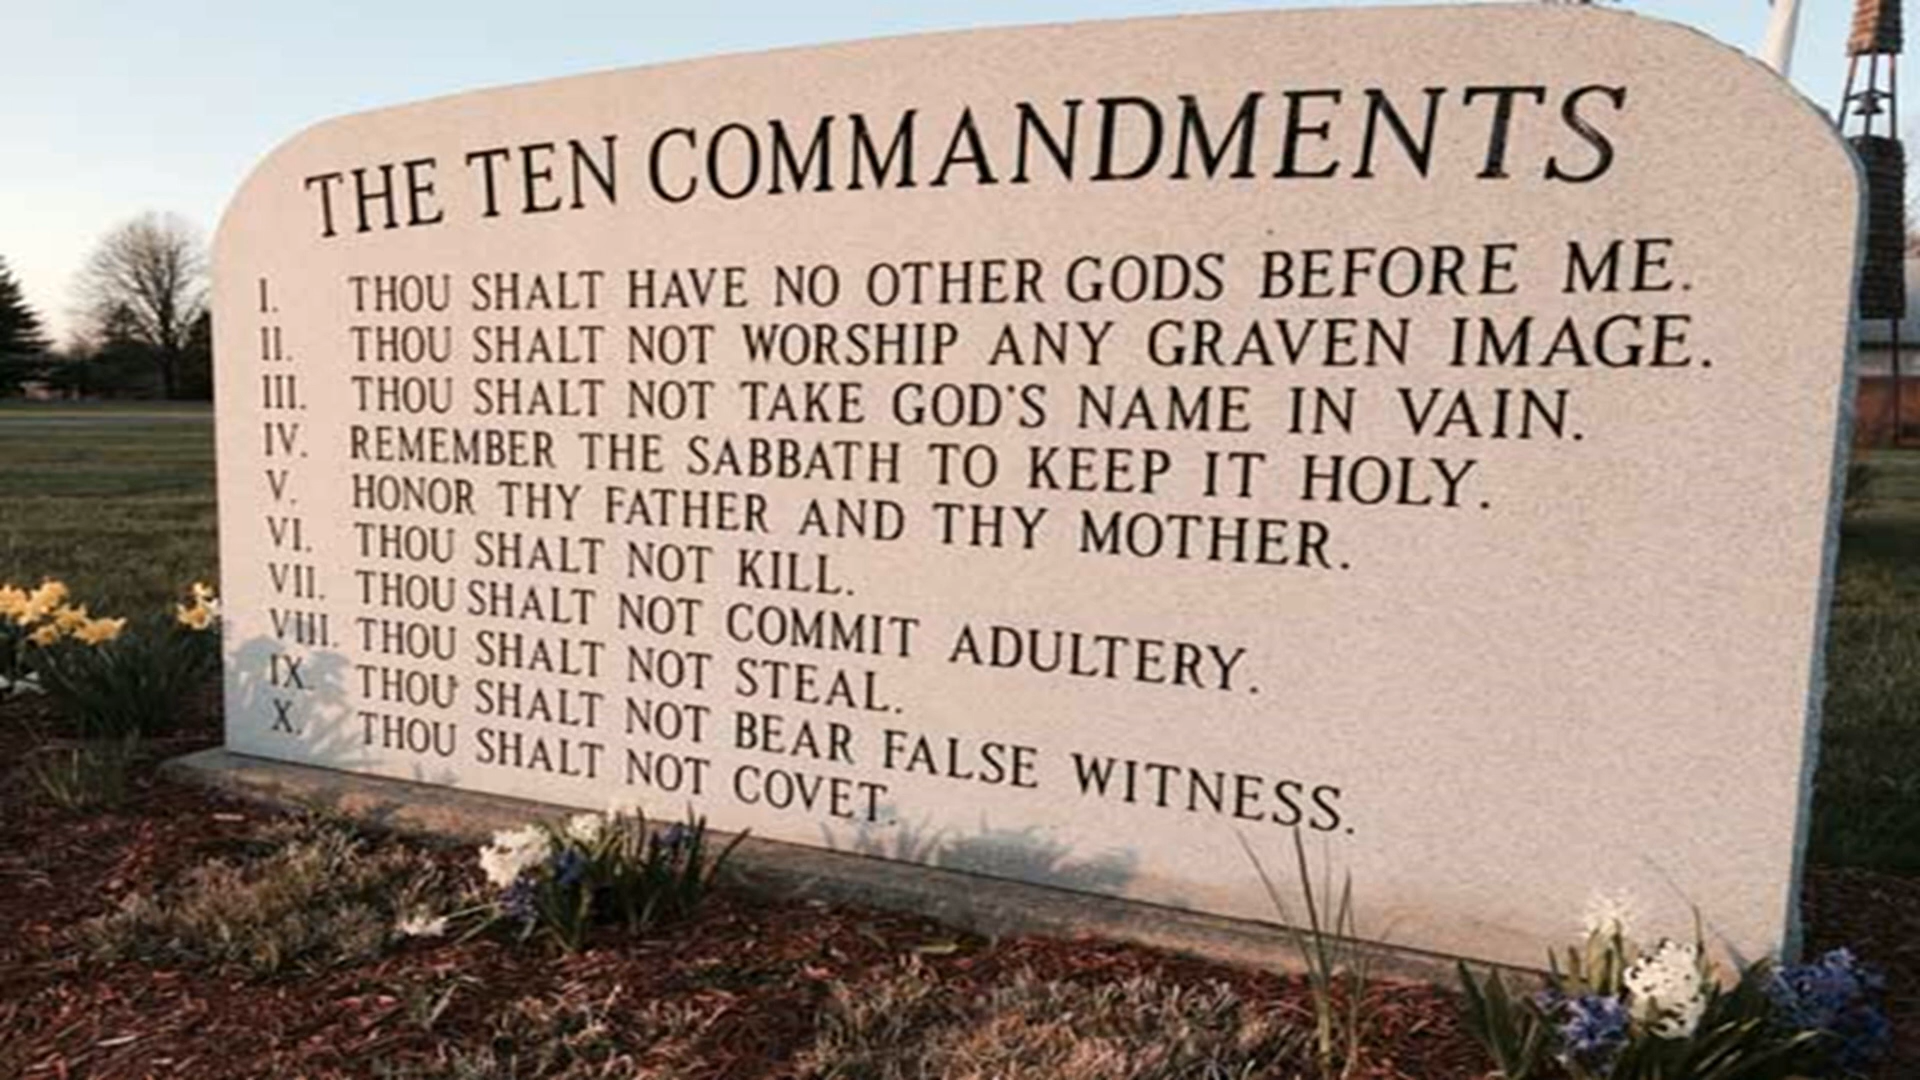 THE TEN COMMANDMENTS
I. THOU SHALT HAVE NO OTHER GODS BEFORE ME.
II. THOU SHALT NOT WORSHIP ANY GRAVEN IMAGE.
III. THOU SHALT NOT TAKE GOD'S NAME IN VAIN.
IV. REMEMBER THE SABBATH TO KEEP IT HOLY.
V. HONOR THY FATHER AND THY MOTHER.
VI. THOU SHALT NOT KILL.
VII. THOU SHALT NOT COMMIT ADULTERY.
VIII. THOU SHALT NOT STEAL.
IX. THOU SHALT NOT BEAR FALSE WITNESS.
X. THOU SHALT NOT COVET.